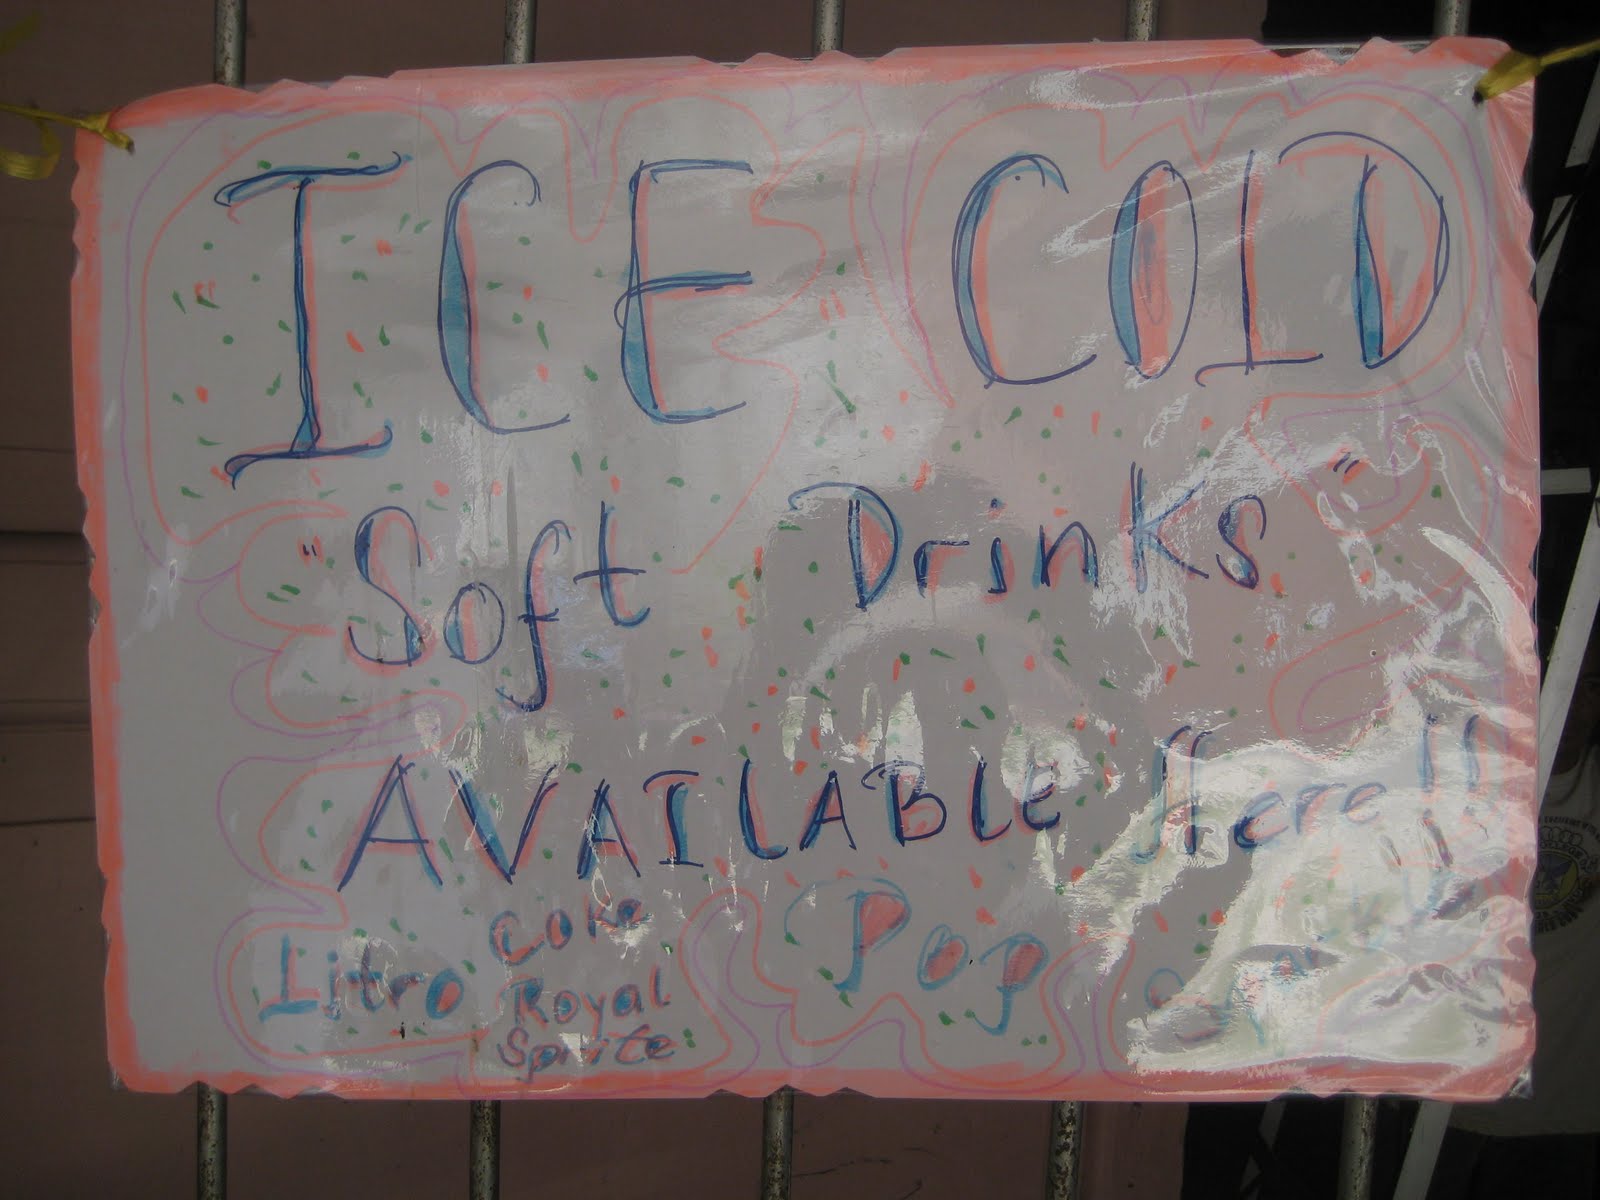 ICE COLD
"Soft Drinks"
AVAILABLE Here!!
Litro Coke
Royal
Sprite
Pop